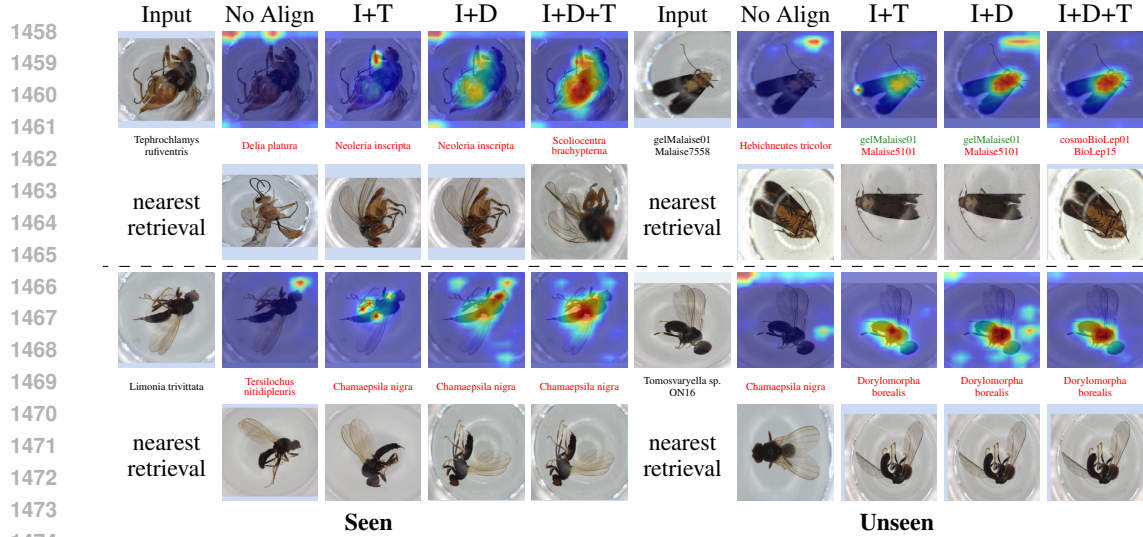 Input No Align I+T I+D I+D+T Input No Align I+T I+D I+D+T
1458
1459
1460
1461
Tephrochlamys rufiventris
Delia platura
Neoleria inscripta
Neoleria inscripta
Scoliocentra brachypterna
gelMalaise01 Malaise7558
Hebichneutes tricolor
gelMalaise01 Malaise5101
gelMalaise01 Malaise5101
cosmoBioLep01 BioLep15
1462
1463
nearest retrieval
nearest retrieval
1464
1465
1466
1467
1468
1469
Limonia trivittata
Tersilochus nitidipleuris
Chamaepsila nigra
Chamaepsila nigra
Chamaepsila nigra
Tomosvaryella sp. ON16
Chamaepsila nigra
Dorylomorpha borealis
Dorylomorpha borealis
Dorylomorpha borealis
1470
1471
nearest retrieval
nearest retrieval
1472
1473
Seen Unseen